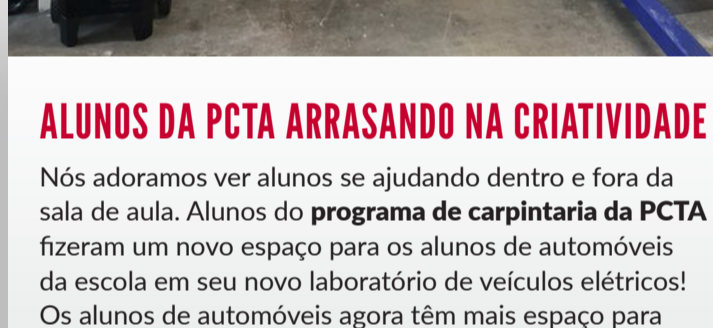 ALUNOS DA PCTA ARRASANDO NA CRIATIVIDADE
Nós adoramos ver alunos se ajudando dentro e fora da
sala de aula. Alunos do programa de carpintaria da PCTA
fizeram um novo espaço para os alunos de automóveis
da escola em seu novo laboratório de veículos elétricos!
Os alunos de automóveis agora têm mais espaço para